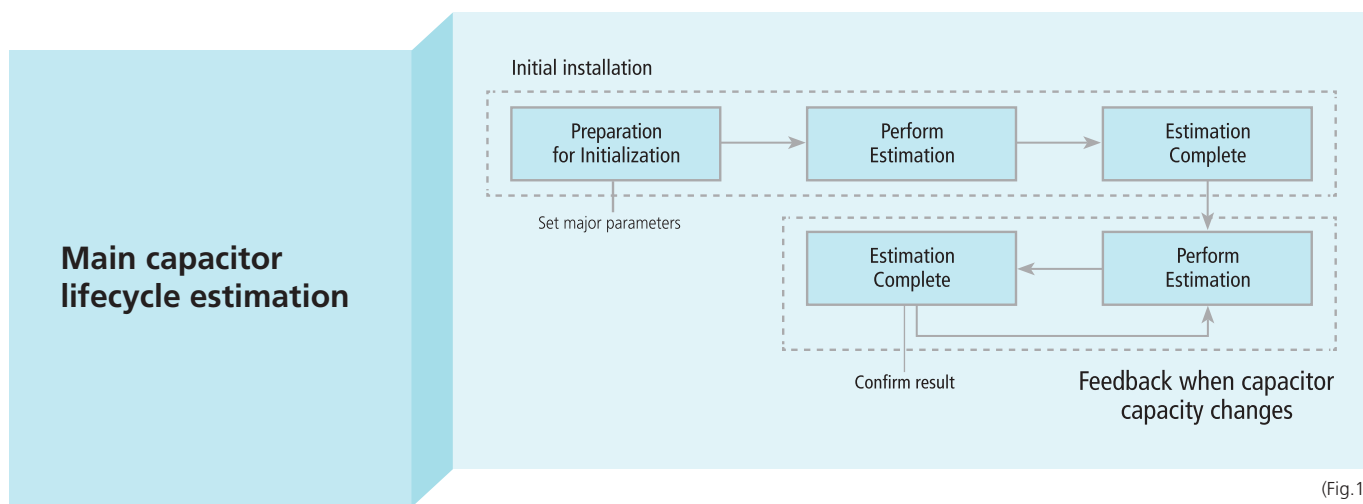 Main capacitor
lifecycle estimation
Initial installation
Preparation
for Initialization
Perform
Estimation
Estimation
Complete
Set major parameters
Estimation
Complete
Perform
Estimation
Confirm result
Feedback when capacitor
capacity changes
(Fig.1